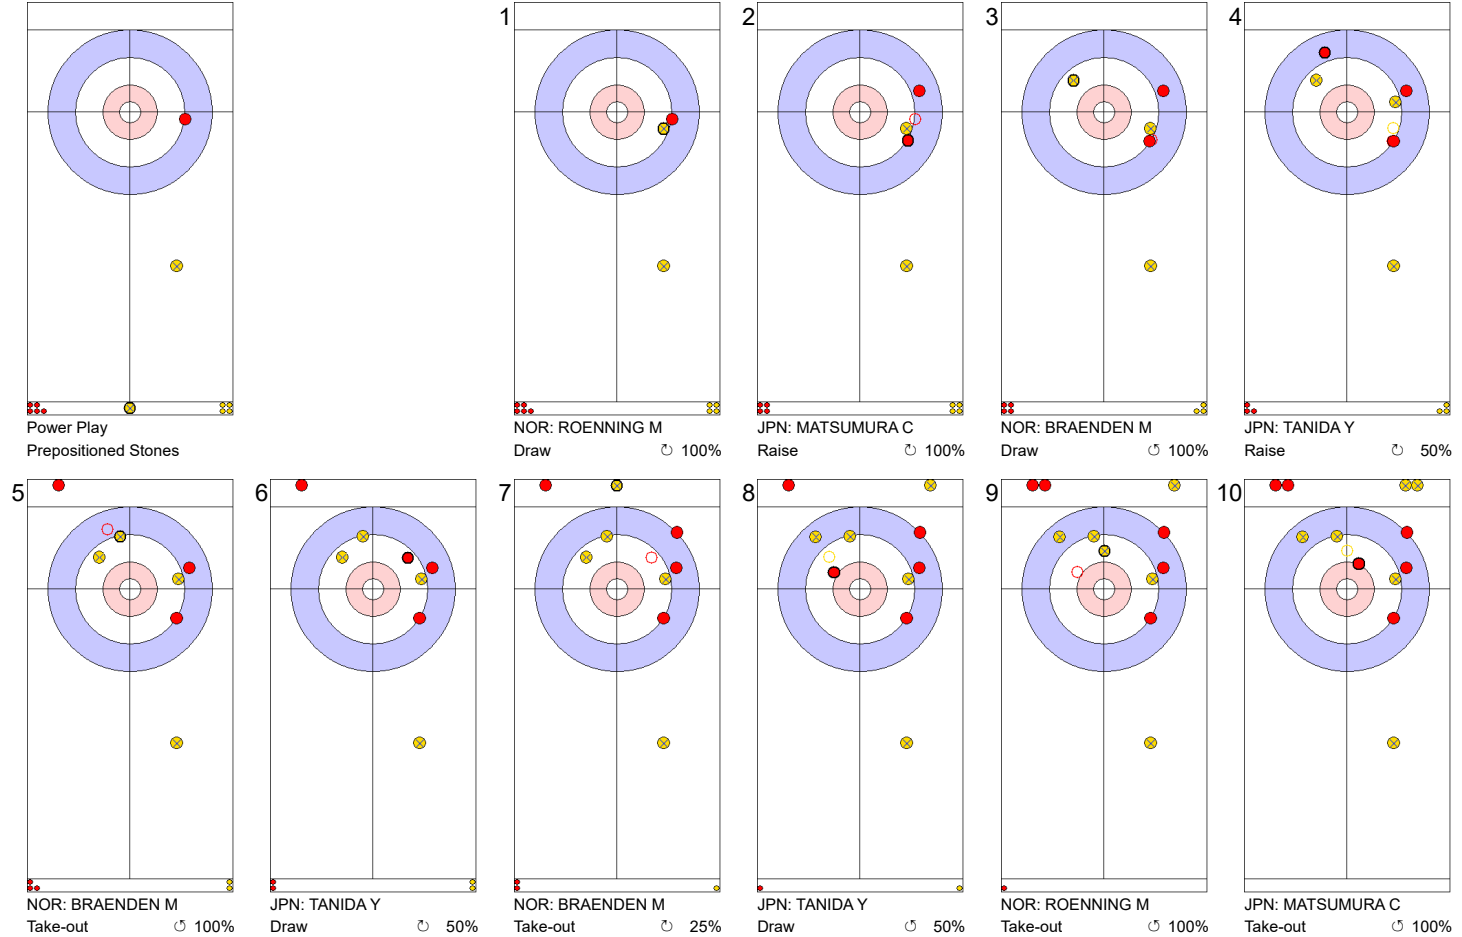 1 2 3 4
Power Play NOR: ROENNING M JPN: MATSUMURA C NOR: BRAENDEN M JPN: TANIDA Y
Prepositioned Stones Draw ↻ 100% Raise ↻ 100% Draw ↺ 100% Raise ↻ 50%
5 6 7 8 9 10
NOR: BRAENDEN M JPN: TANIDA Y NOR: BRAENDEN M JPN: TANIDA Y NOR: ROENNING M JPN: MATSUMURA C
Take-out ↺ 100% Draw ↻ 50% Take-out ↻ 25% Draw ↺ 50% Take-out ↻ 100% Take-out ↺ 100%